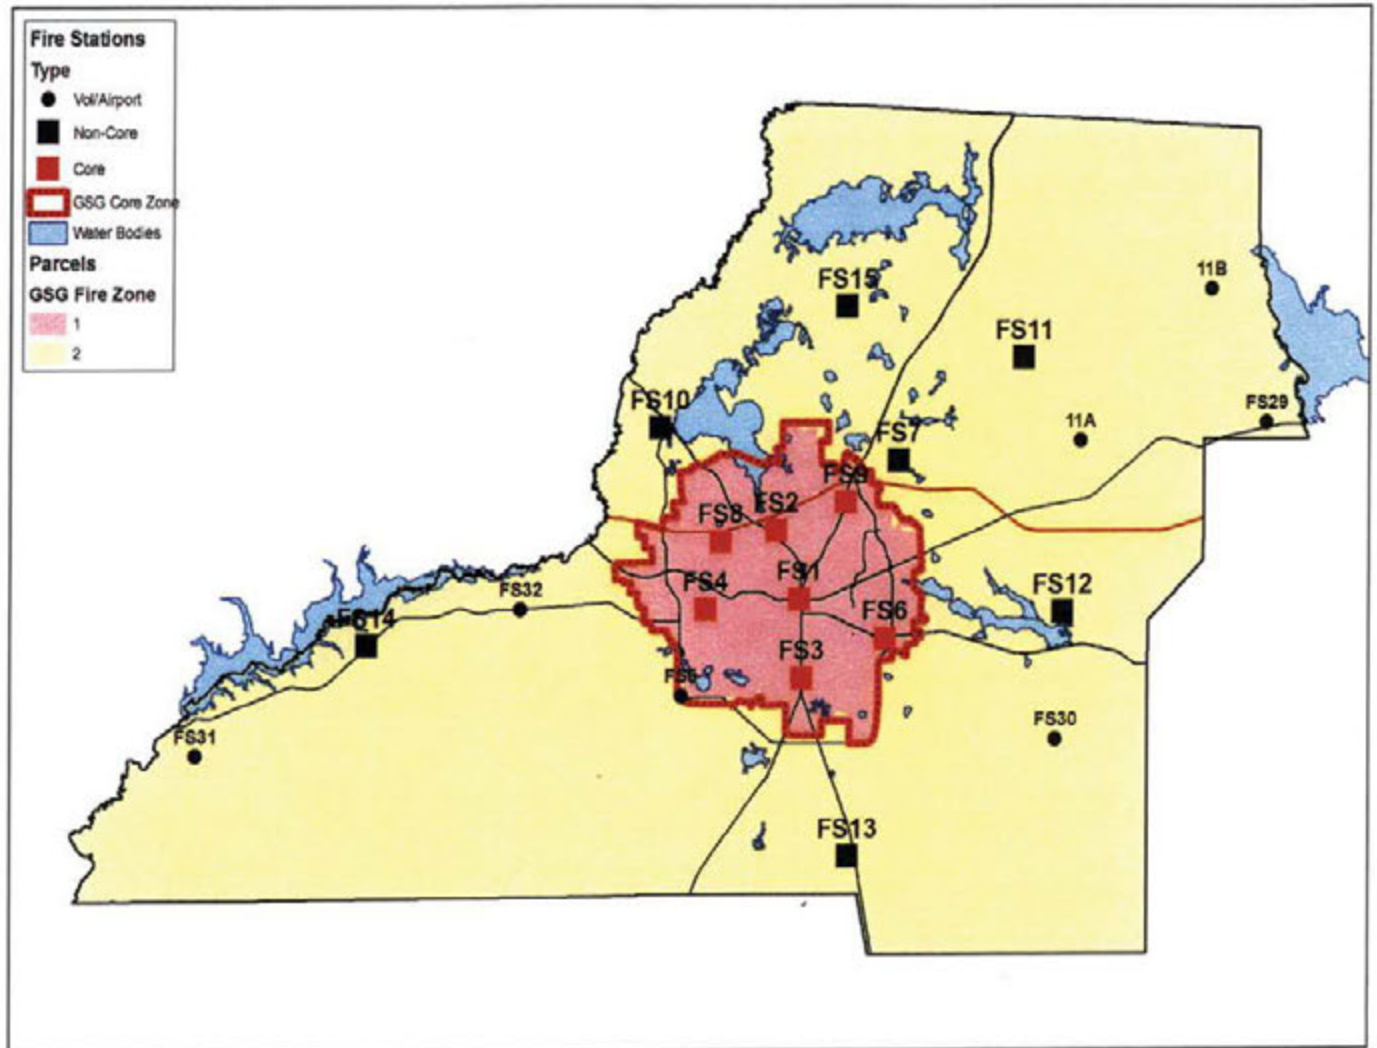 Fire Stations
Type
Vol/Airport
Non-Core
Core
GSG Core Zone
Water Bodies
Parcels
GSG Fire Zone
1
2
11B
FS15
FS11
FS10
FS29
11A
FS7
FS9
FS2
FS8
FS1
FS4
FS12
FS32
FS6
FS14
FS3
FS5
FS30
FS31
FS13